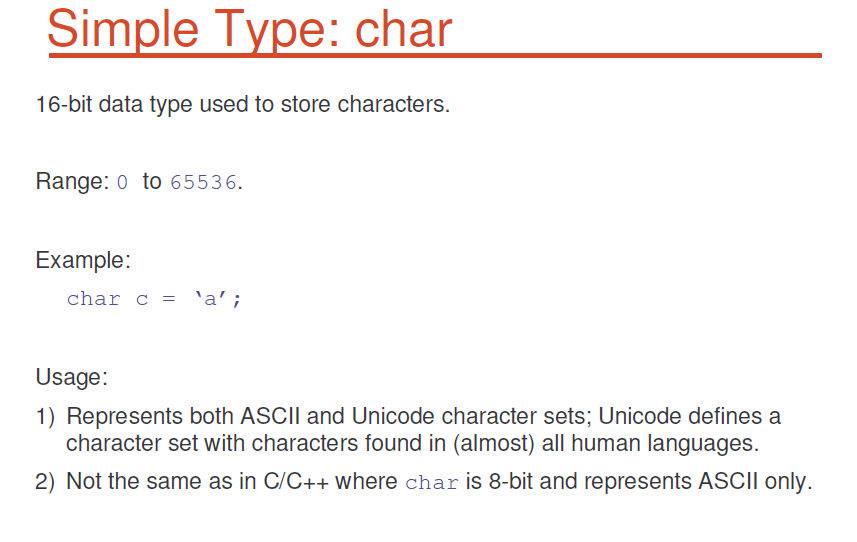 Simple Type: char
16-bit data type used to store characters.
Range: 0 to 65536.
Example:
char c = ‘a’;
Usage:
1) Represents both ASCII and Unicode character sets; Unicode defines a
character set with characters found in (almost) all human languages.
2) Not the same as in C/C++ where char is 8-bit and represents ASCII only.